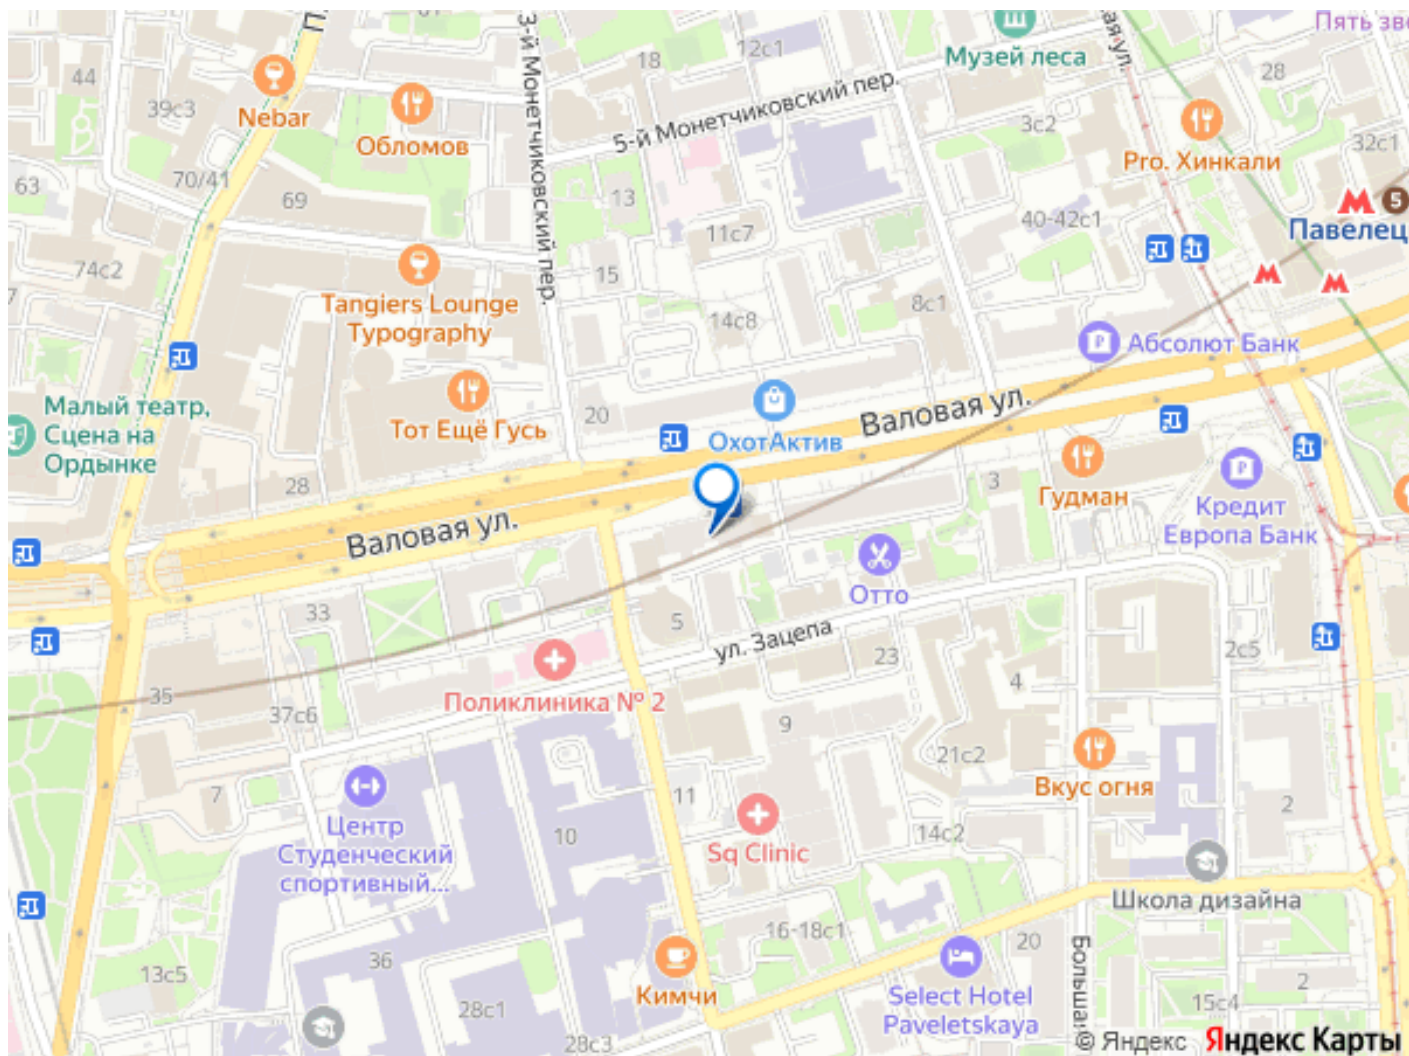 44
39с3
Nebar
Обломов
18
12с1
3-й Монетчиковский пер.
5-й Монетчиковский пер.
Музей леса
ая ул.
Пять зв
28
3с2
Pro. Хинкали
32с1
5
Павелец
63
70/41
69
13
11с7
40-42с1
74с2
Tangiers Lounge
Typography
15
14с8
8с1
Абсолют Банк
Малый театр,
Сцена на
Ордынке
Тот Ещё Гусь
20
ОхотАктив
Валовая ул.
28
Валовая ул.
3
Гудман
Кредит
Европа Банк
Отто
33
5
ул. Зацепа
23
2с5
35
37с6
Поликлиника № 2
4
9
21с2
Вкус огня
7
Центр
Студенческий
спортивный...
10
11
Sq Clinic
14с2
2
Школа дизайна
16-18с1
20
36
13с5
28с1
Кимчи
Select Hotel
Paveletskaya
15с4
2
28с3
Большая
© Яндекс
Яндекс Карты